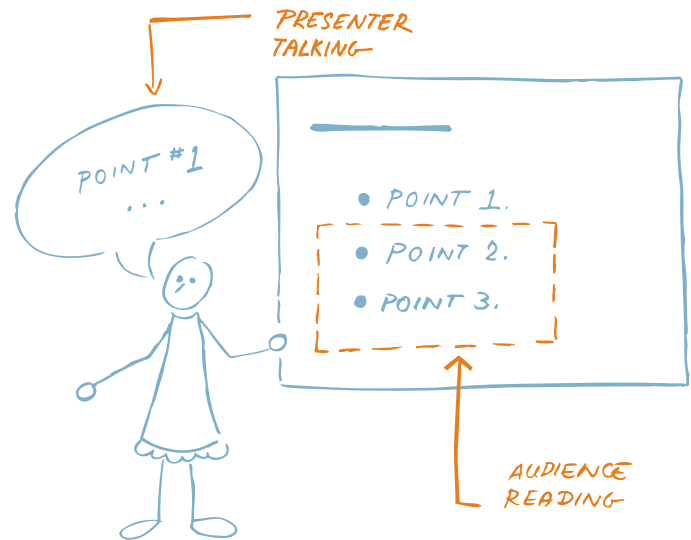 PRESENTER
TALKING
POINT #1
...
POINT 1.
POINT 2.
POINT 3.
AUDIENCE
READING